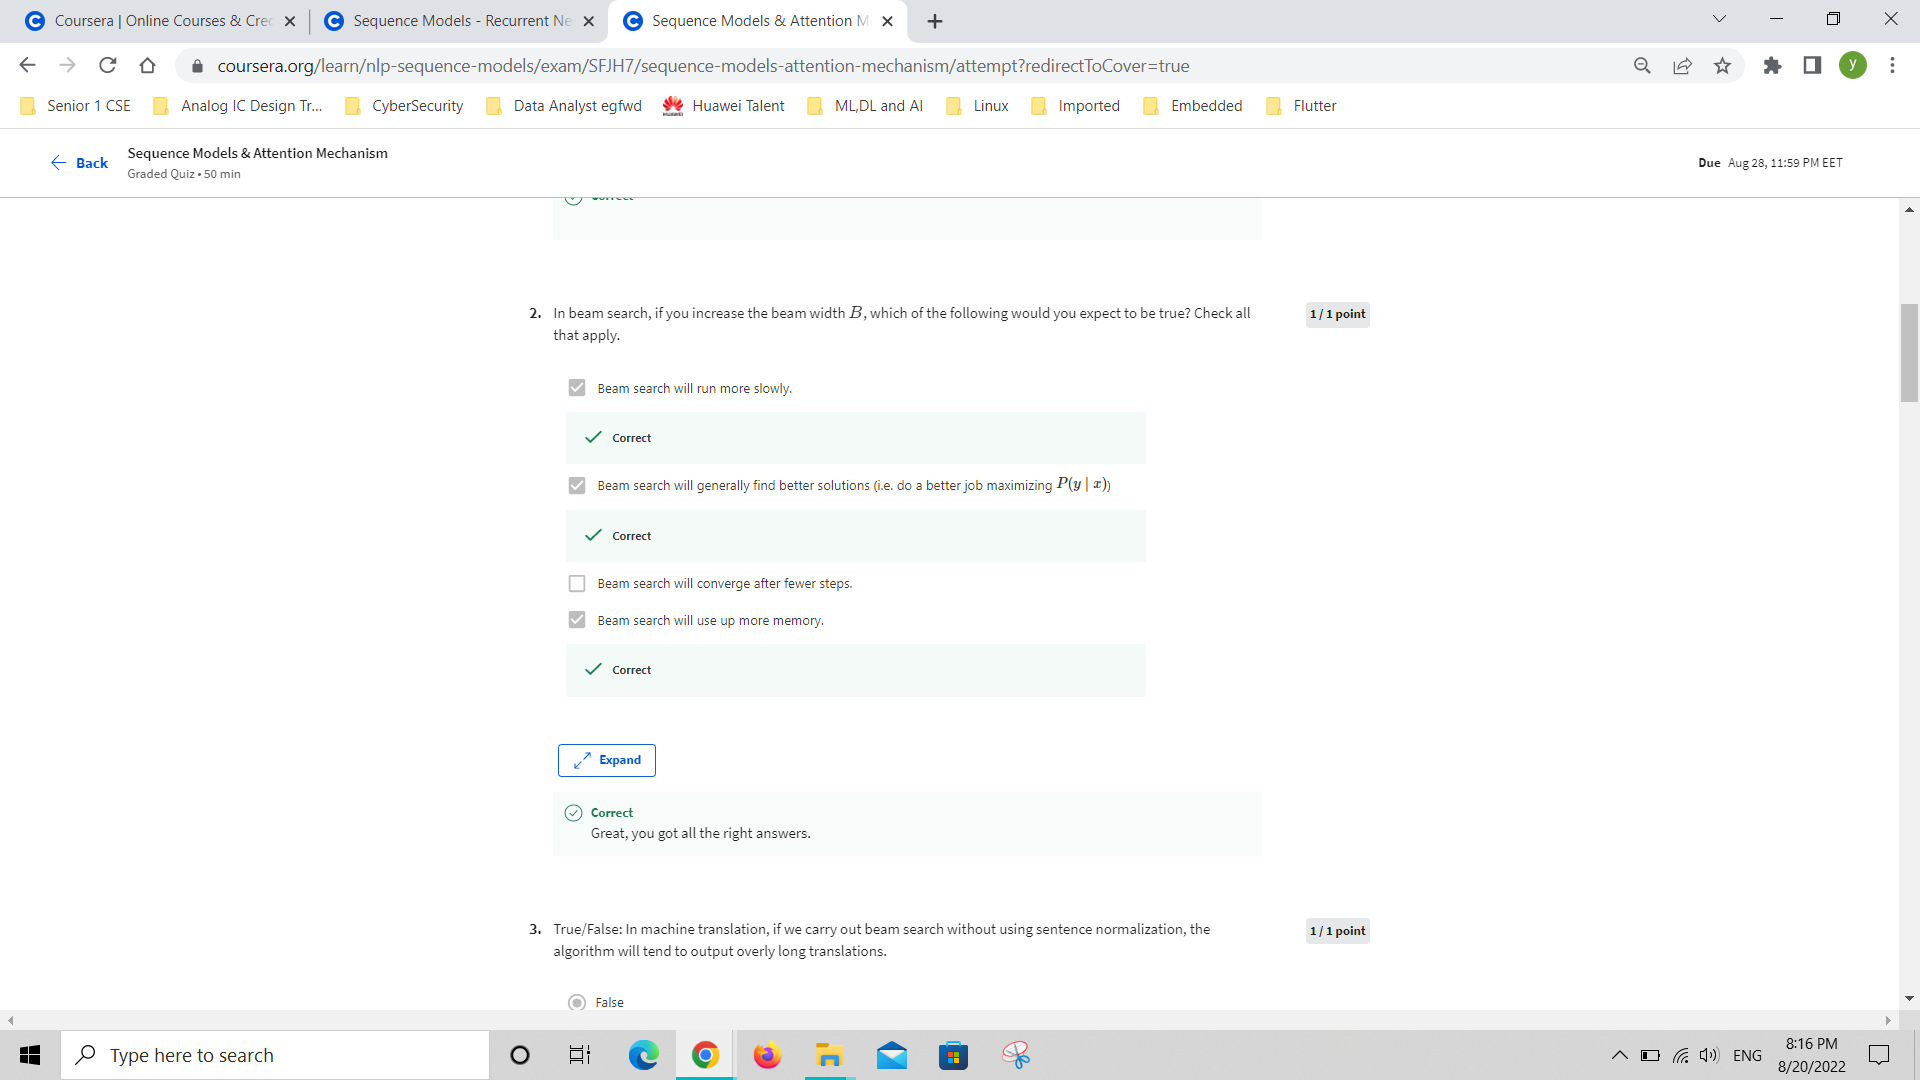 Coursera | Online Courses & Crec
Sequence Models - Recurrent Ne
Sequence Models & Attention M
coursera.org/learn/nlp-sequence-models/exam/SFJH7/sequence-models-attention-mechanism/attempt?redirectToCover=true
y
Senior 1 CSE
Analog IC Design Tr...
CyberSecurity
Data Analyst egfwd
Huawei Talent
ML,DL and AI
Linux
Imported
Embedded
Flutter
Back
Sequence Models & Attention Mechanism
Graded Quiz • 50 min
Due Aug 28, 11:59 PM EET
Correct
2. In beam search, if you increase the beam width B, which of the following would you expect to be true? Check all
that apply.
1 / 1 point
Beam search will run more slowly.
Correct
Beam search will generally find better solutions (i.e. do a better job maximizing P(y | x))
Correct
Beam search will converge after fewer steps.
Beam search will use up more memory.
Correct
Expand
Correct
Great, you got all the right answers.
3. True/False: In machine translation, if we carry out beam search without using sentence normalization, the
algorithm will tend to output overly long translations.
1 / 1 point
False
Type here to search
ENG
8:16 PM
8/20/2022